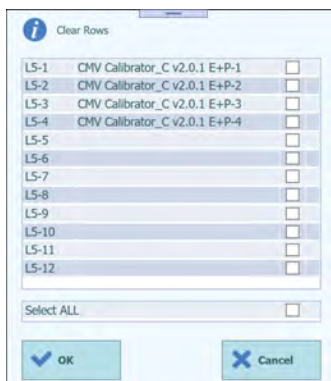 Clear Rows
L5-1 CMV Calibrator_C v2.0.1 E+P-1
L5-2 CMV Calibrator_C v2.0.1 E+P-2
L5-3 CMV Calibrator_C v2.0.1 E+P-3
L5-4 CMV Calibrator_C v2.0.1 E+P-4
L5-5
L5-6
L5-7
L5-8
L5-9
L5-10
L5-11
L5-12
Select ALL
OK Cancel